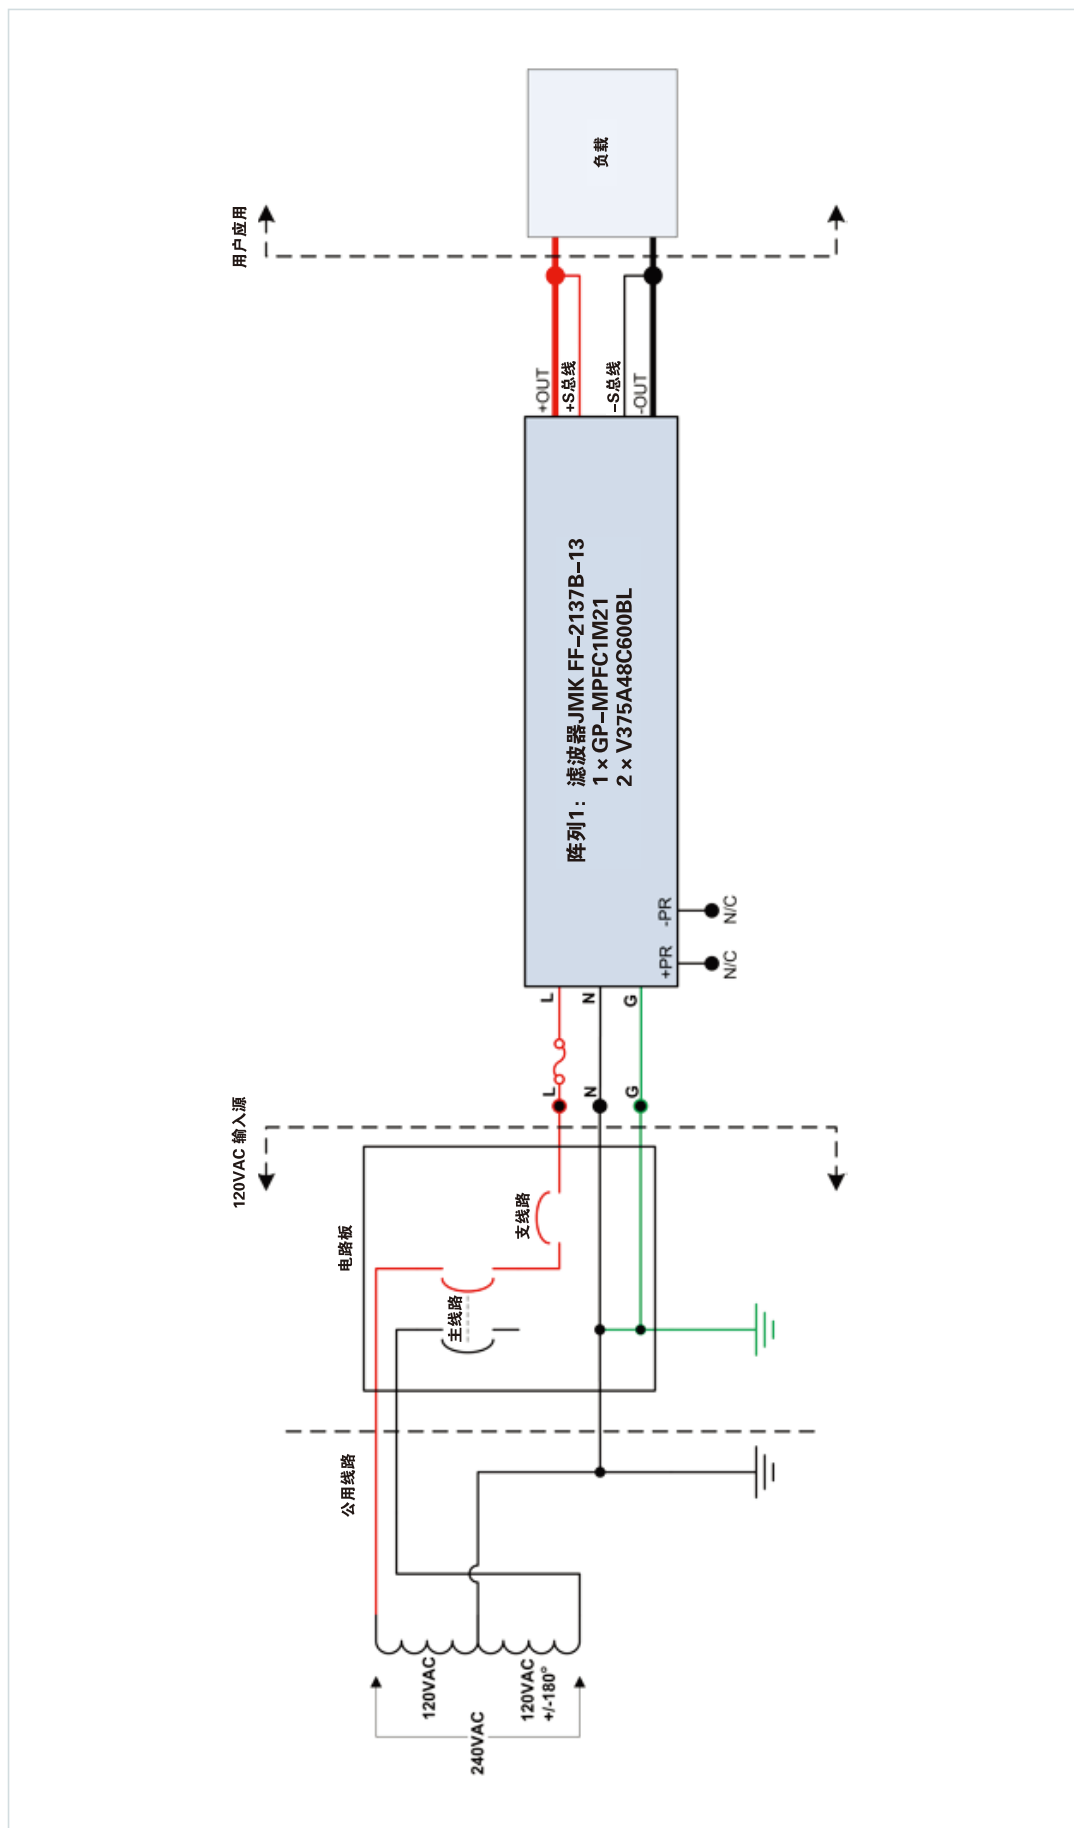 负载
用户应用
+OUT
+S总线
-S总线
-OUT
阵列1：滤波器JMK FF-2137B-13
1 × GP-MPFC1M21
2 × V375A48C600BL
-PR
N/C
+PR
N/C
L
N
G
L
N
G
120VAC 输入源
电路板
支线路
主线路
公用线路
120VAC
120VAC
+/-180°
240VAC